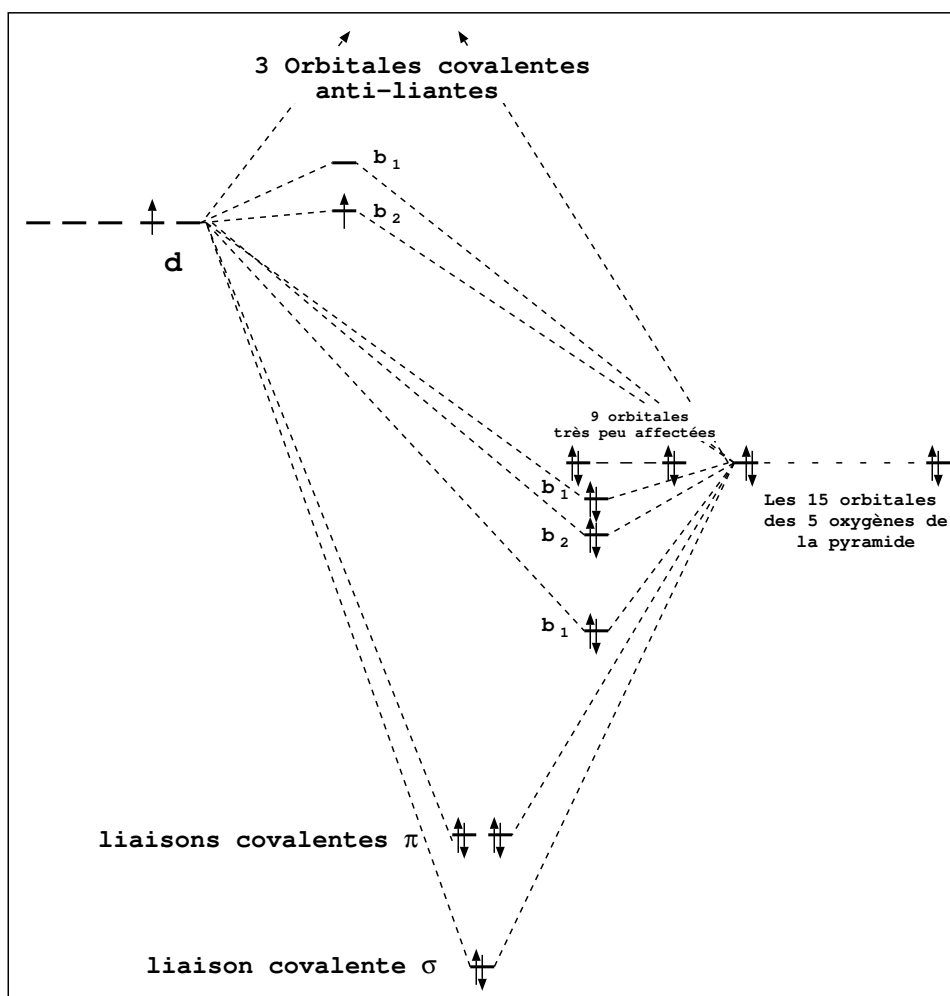 3 Orbitales covalentes
anti-liantes
b 1
b 2
d
9 orbitales
très peu affectées
b 1
Les 15 orbitales
des 5 oxygènes de
la pyramide
b 2
b 1
liaisons covalentes π
liaison covalente σ